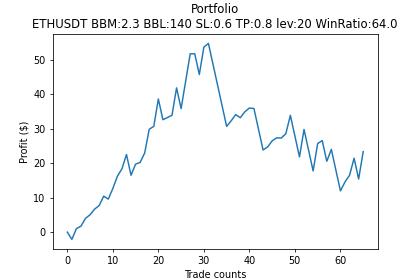 Portfolio
ETHUSDT BBM:2.3 BBL:140 SL:0.6 TP:0.8 lev:20 WinRatio:64.0
50
40
30
20
10
0
Profit ($)
0 10 20 30 40 50 60
Trade counts